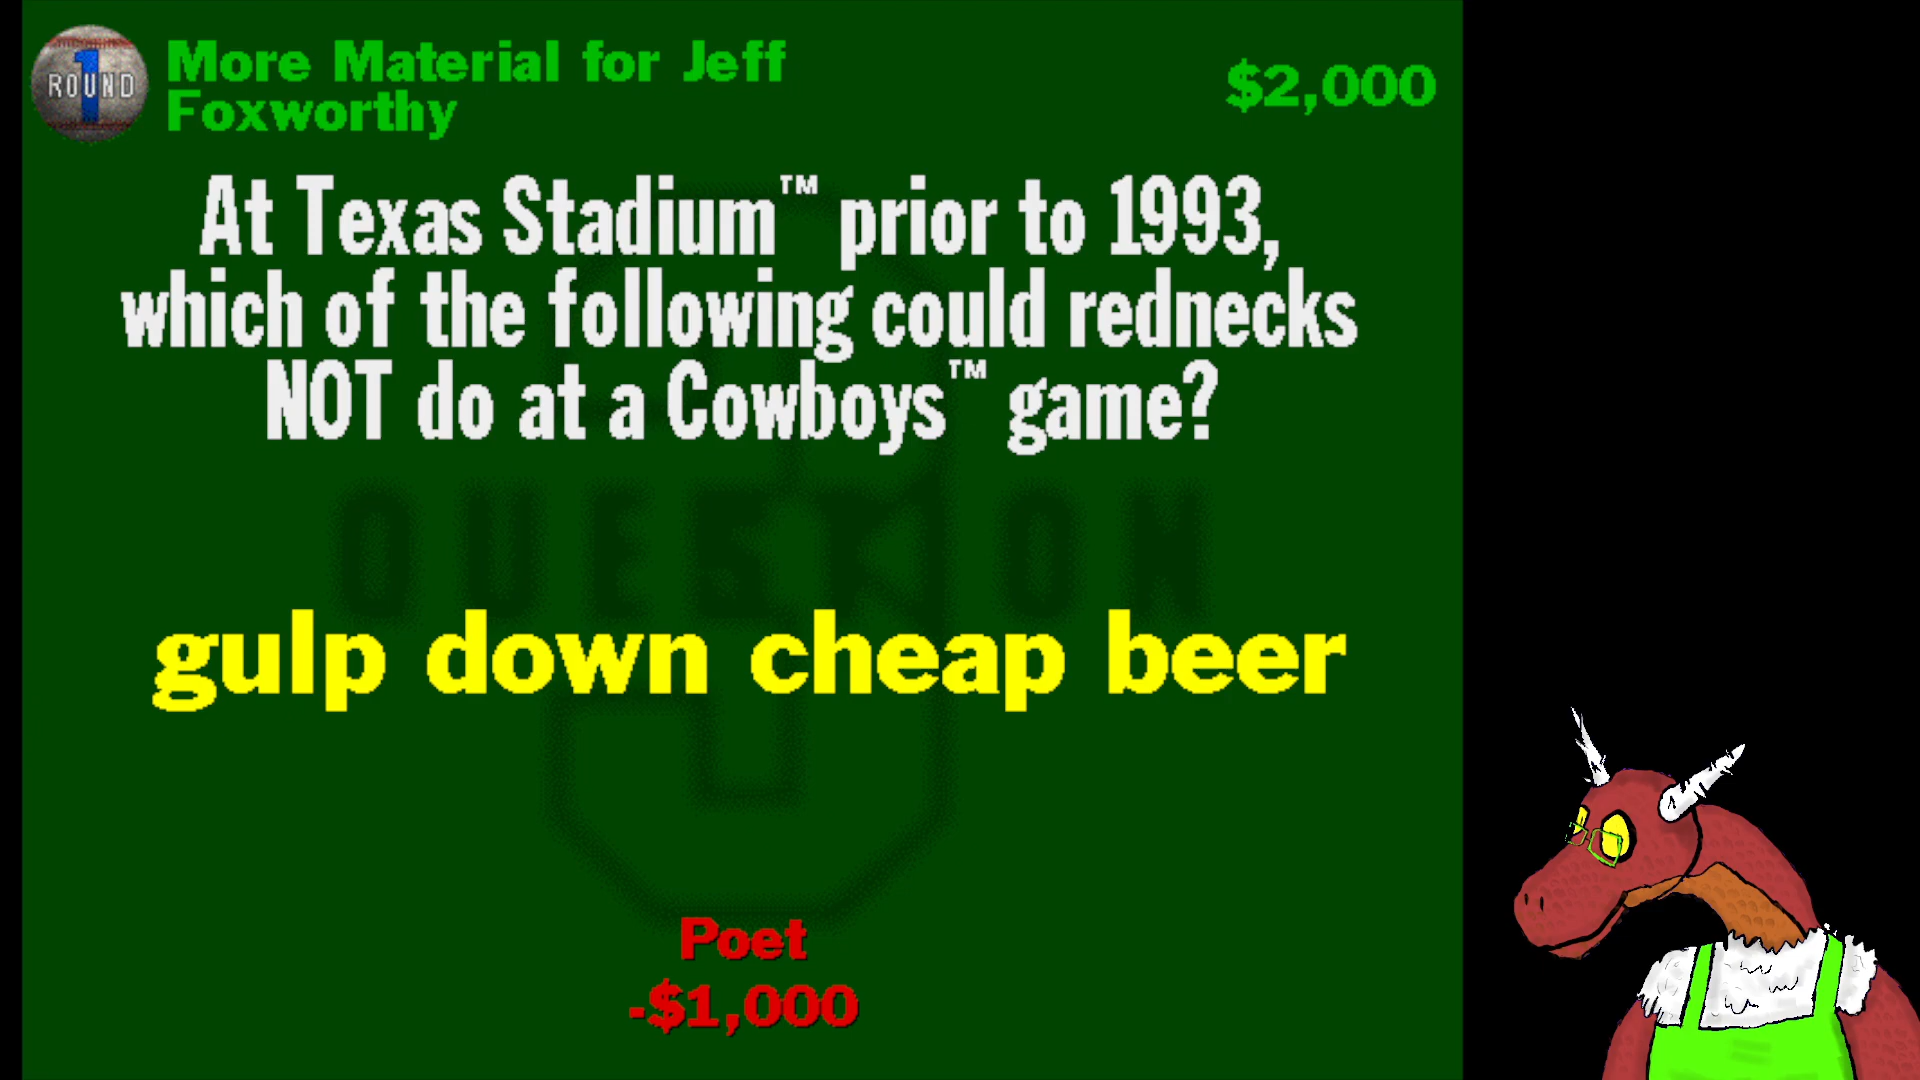 ROUND 1
More Material for Jeff
Foxworthy
$2,000
At Texas Stadium™ prior to 1993,
which of the following could rednecks
NOT do at a Cowboys™ game?
QUESTION
gulp down cheap beer
Poet
-$1,000